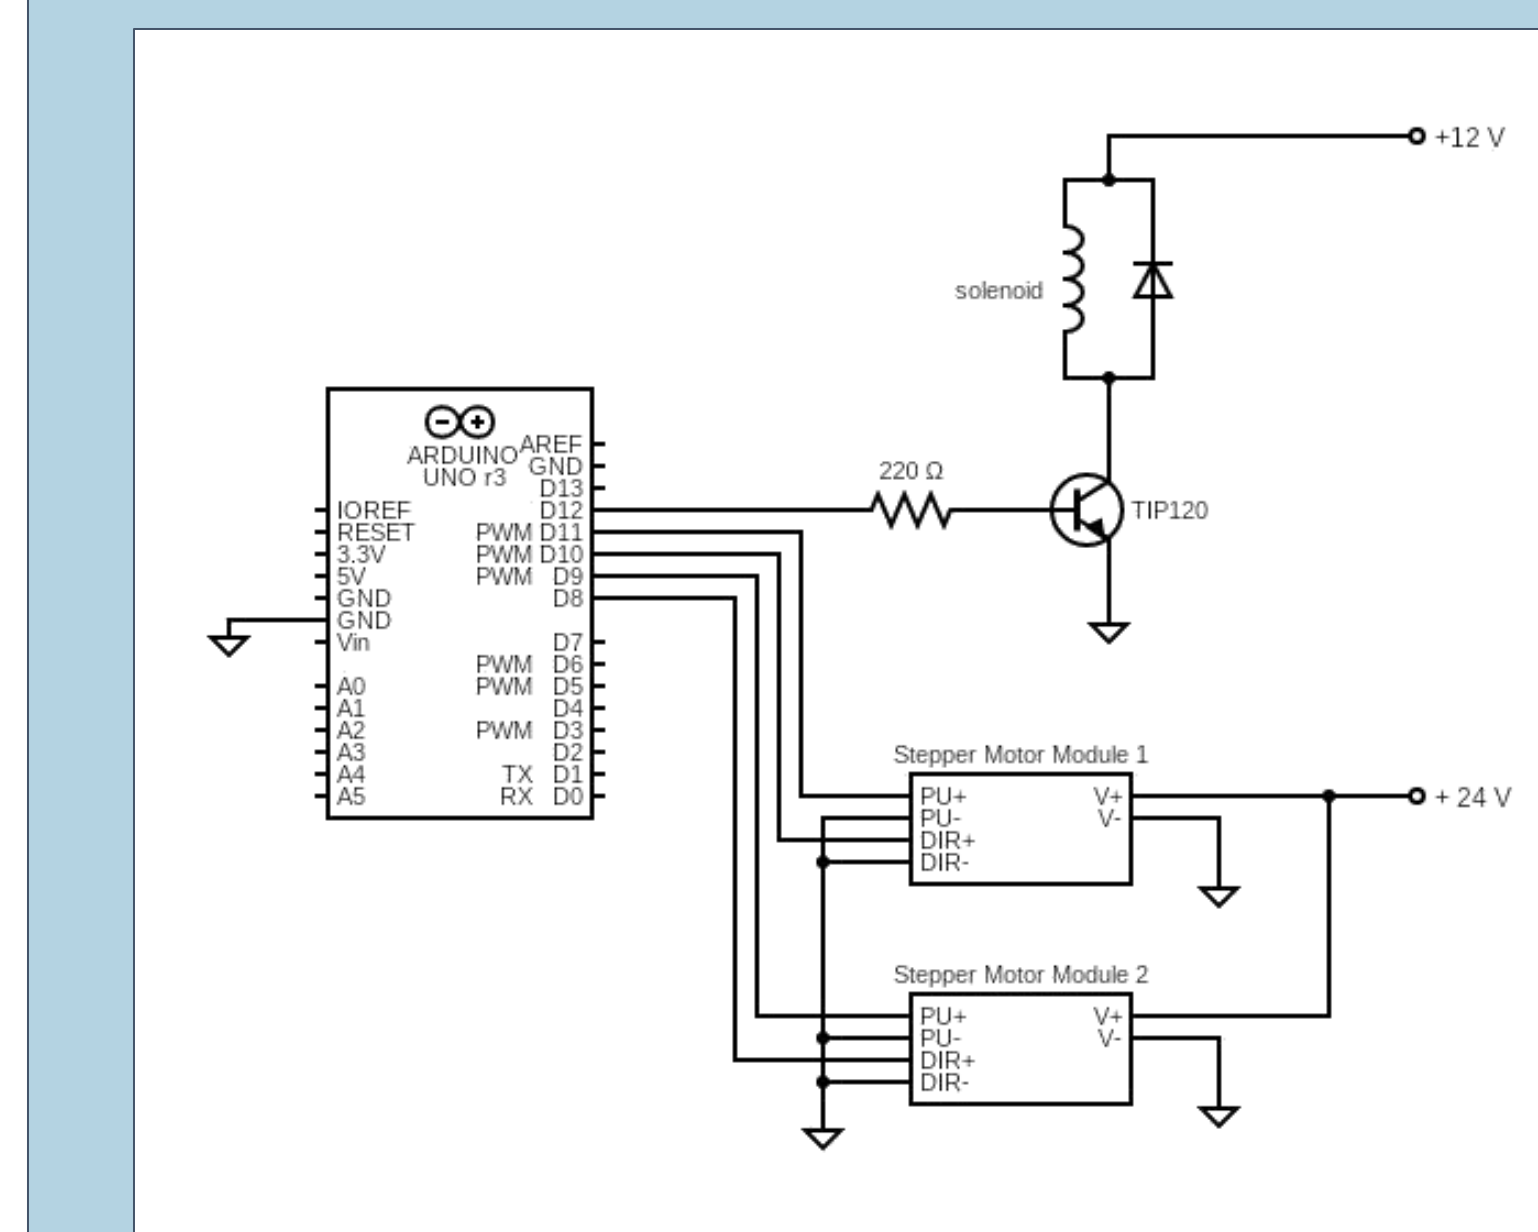 +12 V
solenoid
ARDUINO
UNO r3
AREF
GND
D13
D12
PWM D11
PWM D10
PWM D9
D8
D7
PWM D6
PWM D5
D4
PWM D3
D2
TX D1
RX D0
IOREF
RESET
3.3V
5V
GND
GND
Vin
A0
A1
A2
A3
A4
A5
220 Ω
TIP120
Stepper Motor Module 1
PU+ V+
PU- V-
DIR+
DIR-
+ 24 V
Stepper Motor Module 2
PU+ V+
PU- V-
DIR+
DIR-